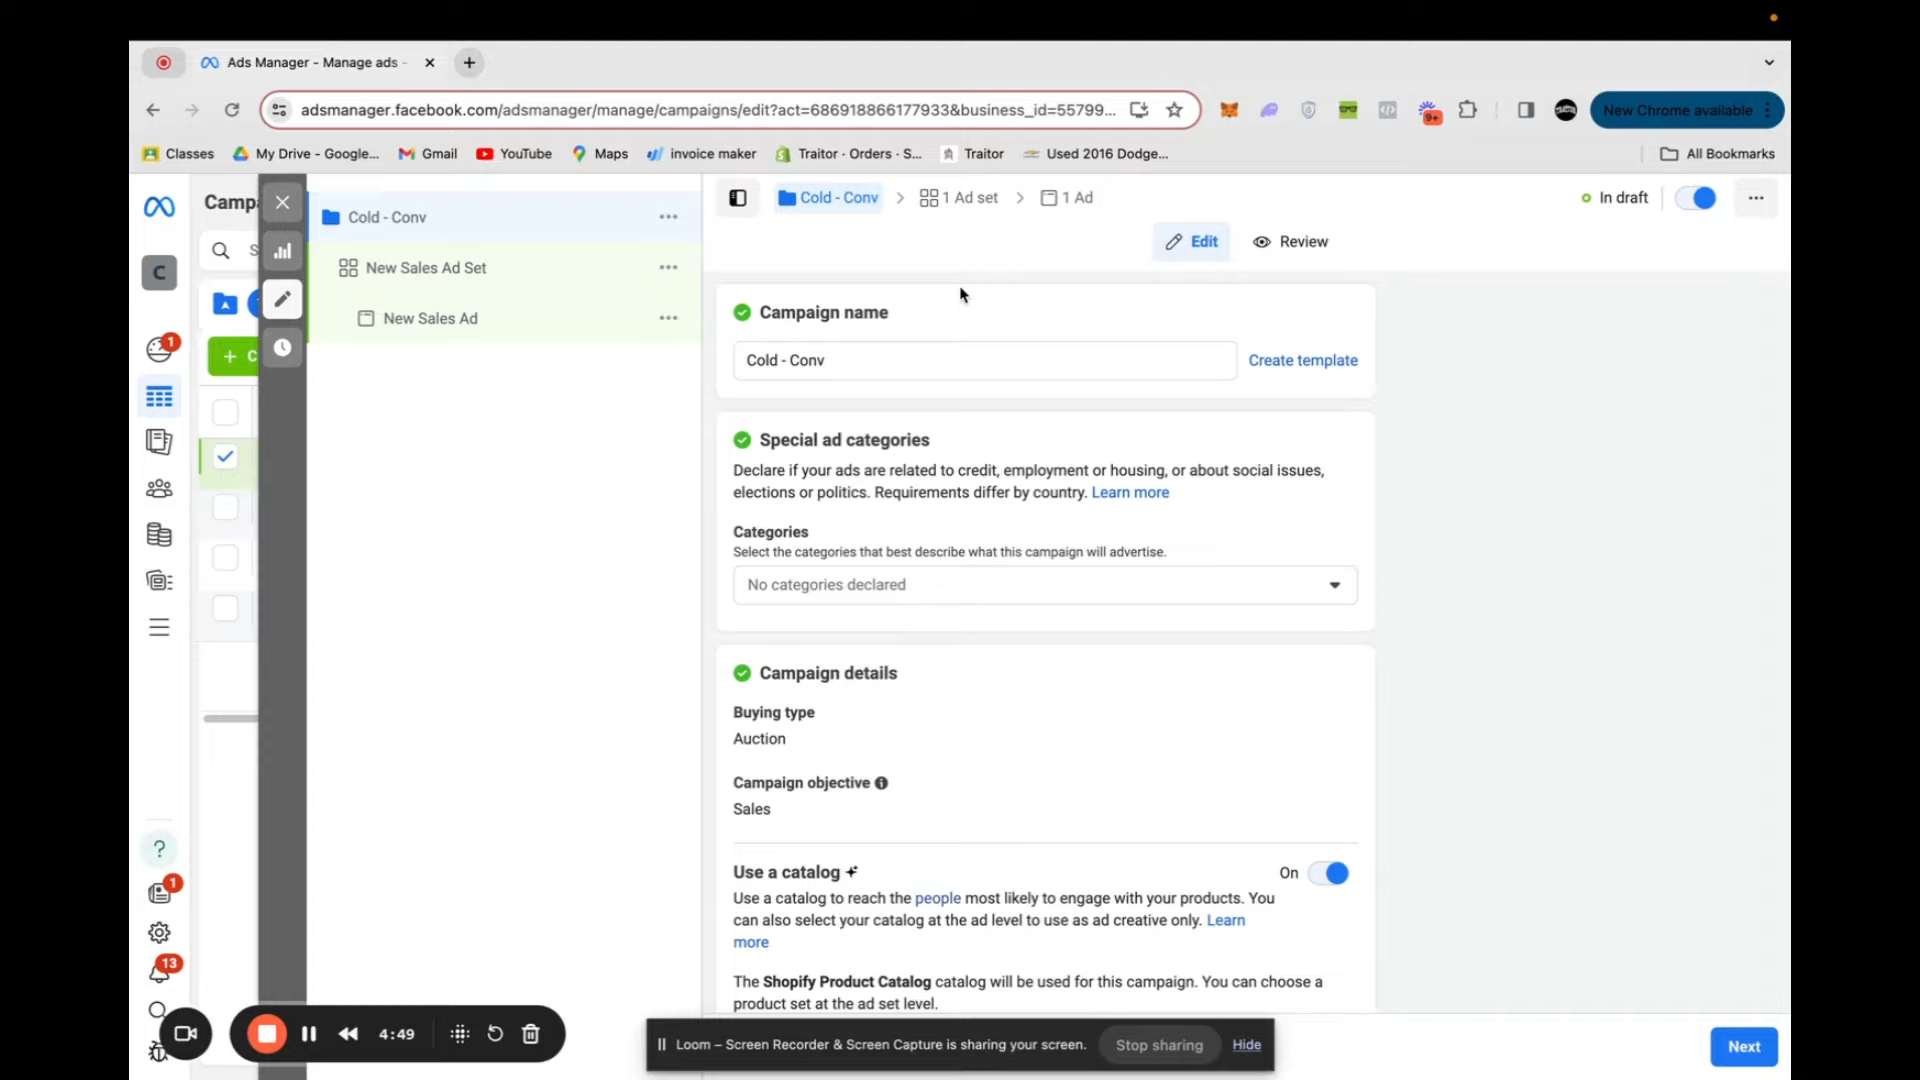 Ads Manager - Manage ads -
adsmanager.facebook.com/adsmanager/manage/campaigns/edit?act=686918866177933&business_id=55799...
9+
New Chrome available
Classes
My Drive - Google...
Gmail
YouTube
Maps
invoice maker
Traitor - Orders - S...
Traitor
Used 2016 Dodge...
All Bookmarks
Campa
S
C
1
+ C
Cold - Conv
New Sales Ad Set
New Sales Ad
Cold - Conv
1 Ad set
1 Ad
In draft
Edit
Review
Campaign name
Cold - Conv
Create template
Special ad categories
Declare if your ads are related to credit, employment or housing, or about social issues,
elections or politics. Requirements differ by country. Learn more
Categories
Select the categories that best describe what this campaign will advertise.
No categories declared
Campaign details
Buying type
Auction
Campaign objective
Sales
Use a catalog
On
Use a catalog to reach the people most likely to engage with your products. You
can also select your catalog at the ad level to use as ad creative only. Learn
more
The Shopify Product Catalog catalog will be used for this campaign. You can choose a
product set at the ad set level.
?
1
13
4:49
Loom – Screen Recorder & Screen Capture is sharing your screen.
Stop sharing
Hide
Next